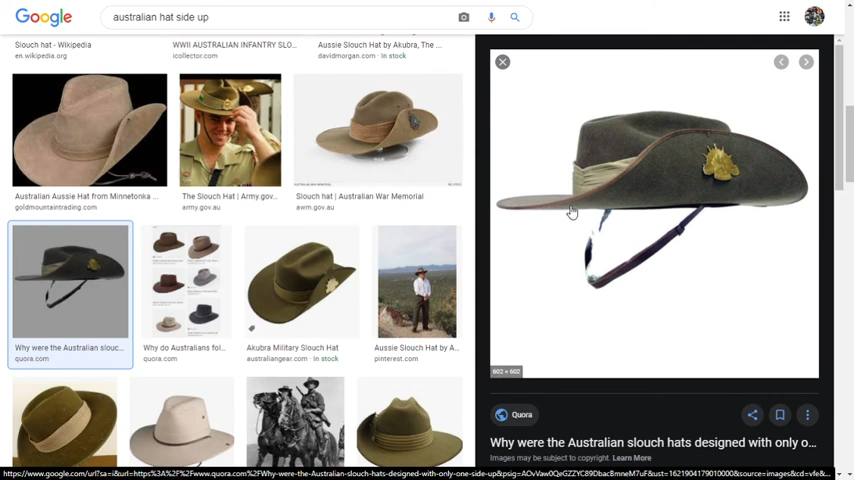 Google
australian hat side up
Slouch hat - Wikipedia
en.wikipedia.org
WWII AUSTRALIAN INFANTRY SLO...
icollector.com
Aussie Slouch Hat by Akubra, The ...
davidmorgan.com · In stock
Australian Aussie Hat from Minnetonka ...
goldmountaintrading.com
The Slouch Hat | Army.gov...
army.gov.au
Slouch hat | Australian War Memorial
awm.gov.au
Why were the Australian slouc...
quora.com
Why do Australians fol...
quora.com
Akubra Military Slouch Hat
australiangear.com · In stock
Aussie Slouch Hat by A...
pinterest.com
602 × 602
Quora
Why were the Australian slouch hats designed with only o...
Images may be subject to copyright. Learn More